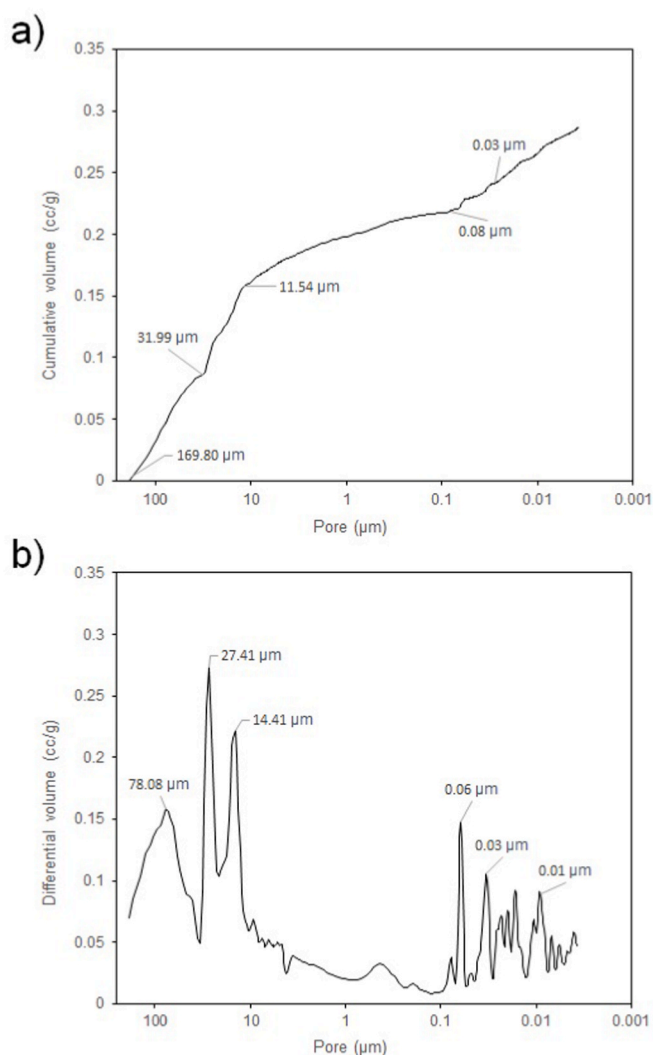 a)
0.35
0.3
0.25
0.2
0.15
0.1
0.05
0
Cumulative volume (cc/g)
0.03 µm
0.08 µm
11.54 µm
31.99 µm
169.80 µm
100 10 1 0.1 0.01 0.001
Pore (µm)
b)
0.35
0.3
0.25
0.2
0.15
0.1
0.05
0
Differential volume (cc/g)
27.41 µm
14.41 µm
78.08 µm
0.06 µm
0.03 µm
0.01 µm
100 10 1 0.1 0.01 0.001
Pore (µm)